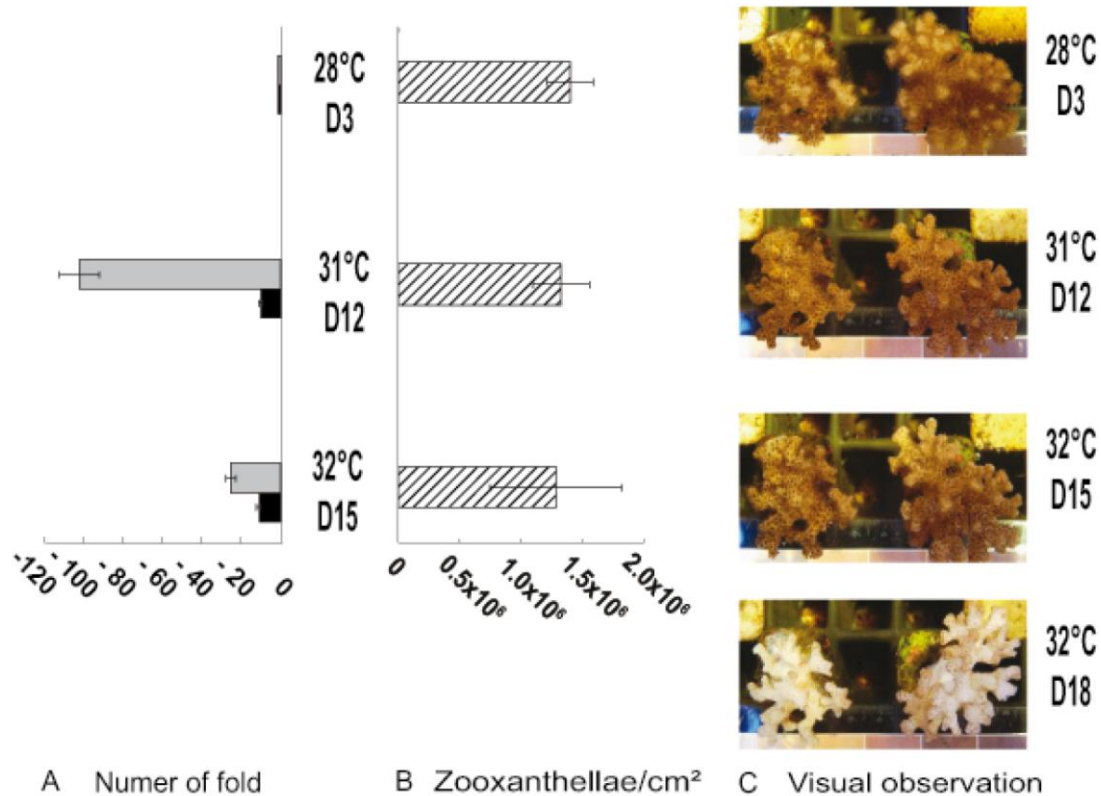 28°C
D3
31°C
D12
32°C
D15
-120
-100
-80
-60
-40
-20
0
0
0.5x10⁶
1.0x10⁶
1.5x10⁶
2.0x10⁶
28°C
D3
31°C
D12
32°C
D15
32°C
D18
A Numer of fold
B Zooxanthellae/cm²
C Visual observation